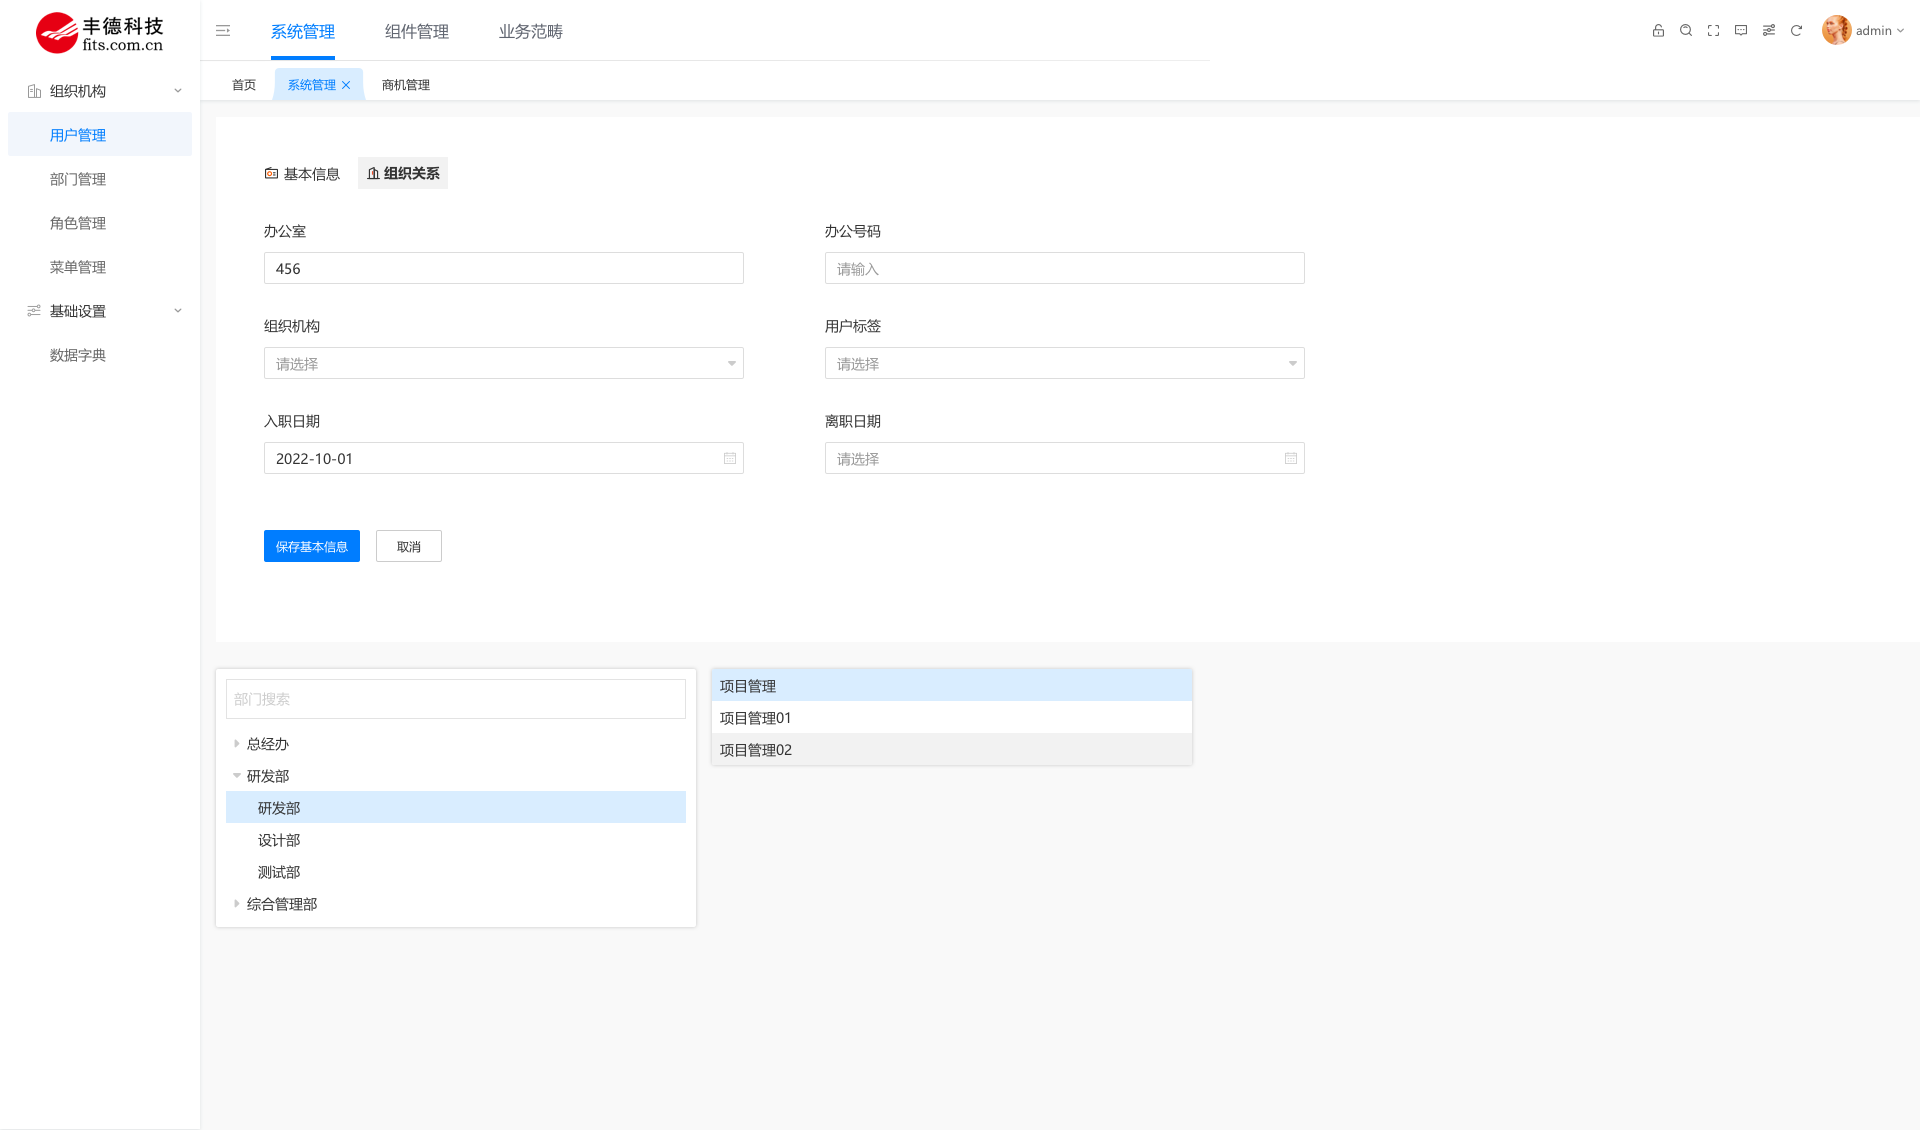 丰德科技
fits.com.cn
系统管理 组件管理 业务范畴
admin
首页 系统管理 商机管理
组织机构
用户管理
部门管理
角色管理
菜单管理
基础设置
数据字典
基本信息 组织关系
办公室 办公号码
456 请输入
组织机构 用户标签
请选择 请选择
入职日期 离职日期
2022-10-01 请选择
保存基本信息 取消
部门搜索
总经办
研发部
研发部
设计部
测试部
综合管理部
项目管理
项目管理01
项目管理02